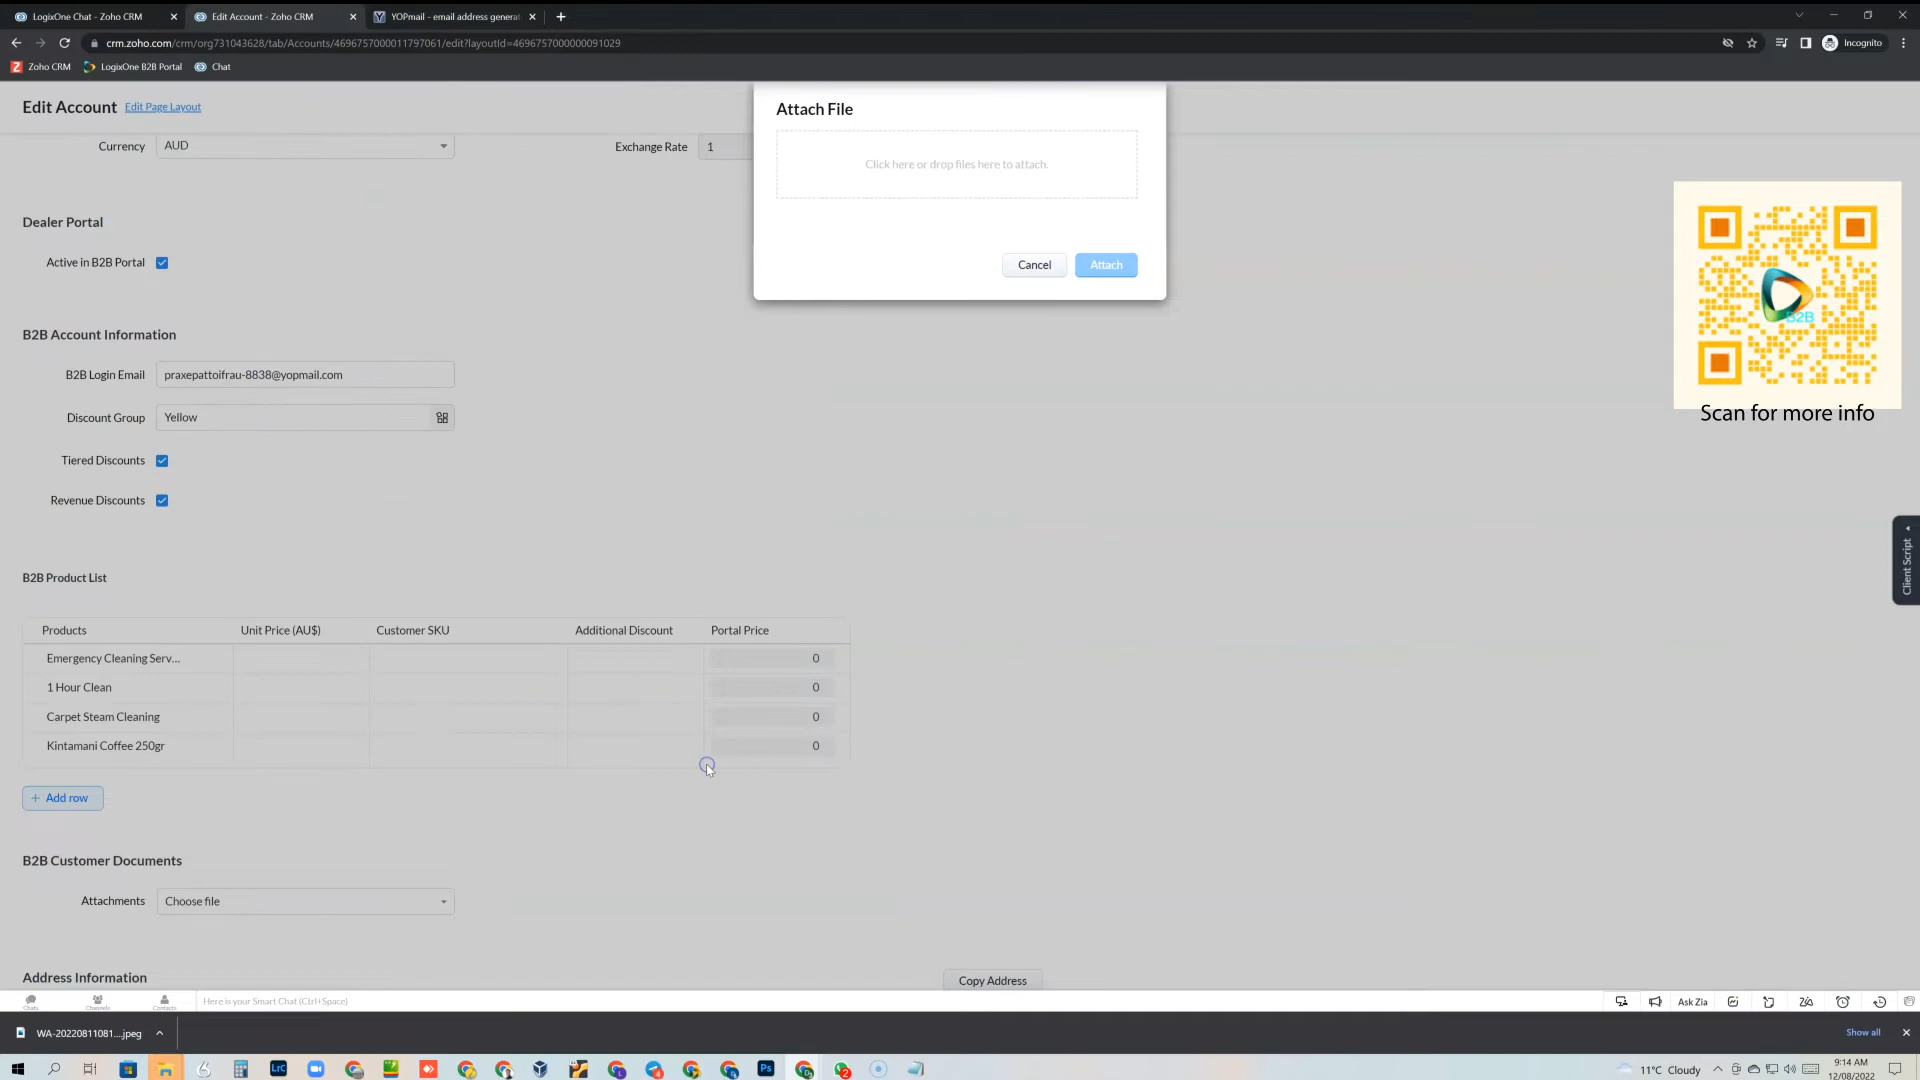 LogixOne Chat - Zoho CRM
Edit Account - Zoho CRM
YOPmail - email address generat
crm.zoho.com/crm/org731043628/tab/Accounts/4696757000011797061/edit?layoutId=4696757000000091029
Incognito
Zoho CRM
LogixOne B2B Portal
Chat
Edit Account
Edit Page Layout
Attach File
Click here or drop files here to attach.
Cancel
Attach
Currency
AUD
Exchange Rate
1
Dealer Portal
Active in B2B Portal
B2B Account Information
B2B Login Email
praxepattoifrau-8838@yopmail.com
Discount Group
Yellow
Tiered Discounts
Revenue Discounts
B2B
Scan for more info
Client Script
B2B Product List
Products Unit Price (AU$) Customer SKU Additional Discount Portal Price
Emergency Cleaning Serv... 0
1 Hour Clean 0
Carpet Steam Cleaning 0
Kintamani Coffee 250gr 0
+ Add row
B2B Customer Documents
Attachments
Choose file
Address Information
Copy Address
Chats
Channels
Contacts
Here is your Smart Chat (Ctrl+Space)
Ask Zia
WA-20220811081....jpeg
Show all
LrC
Ps
11°C Cloudy
9:14 AM
12/08/2022